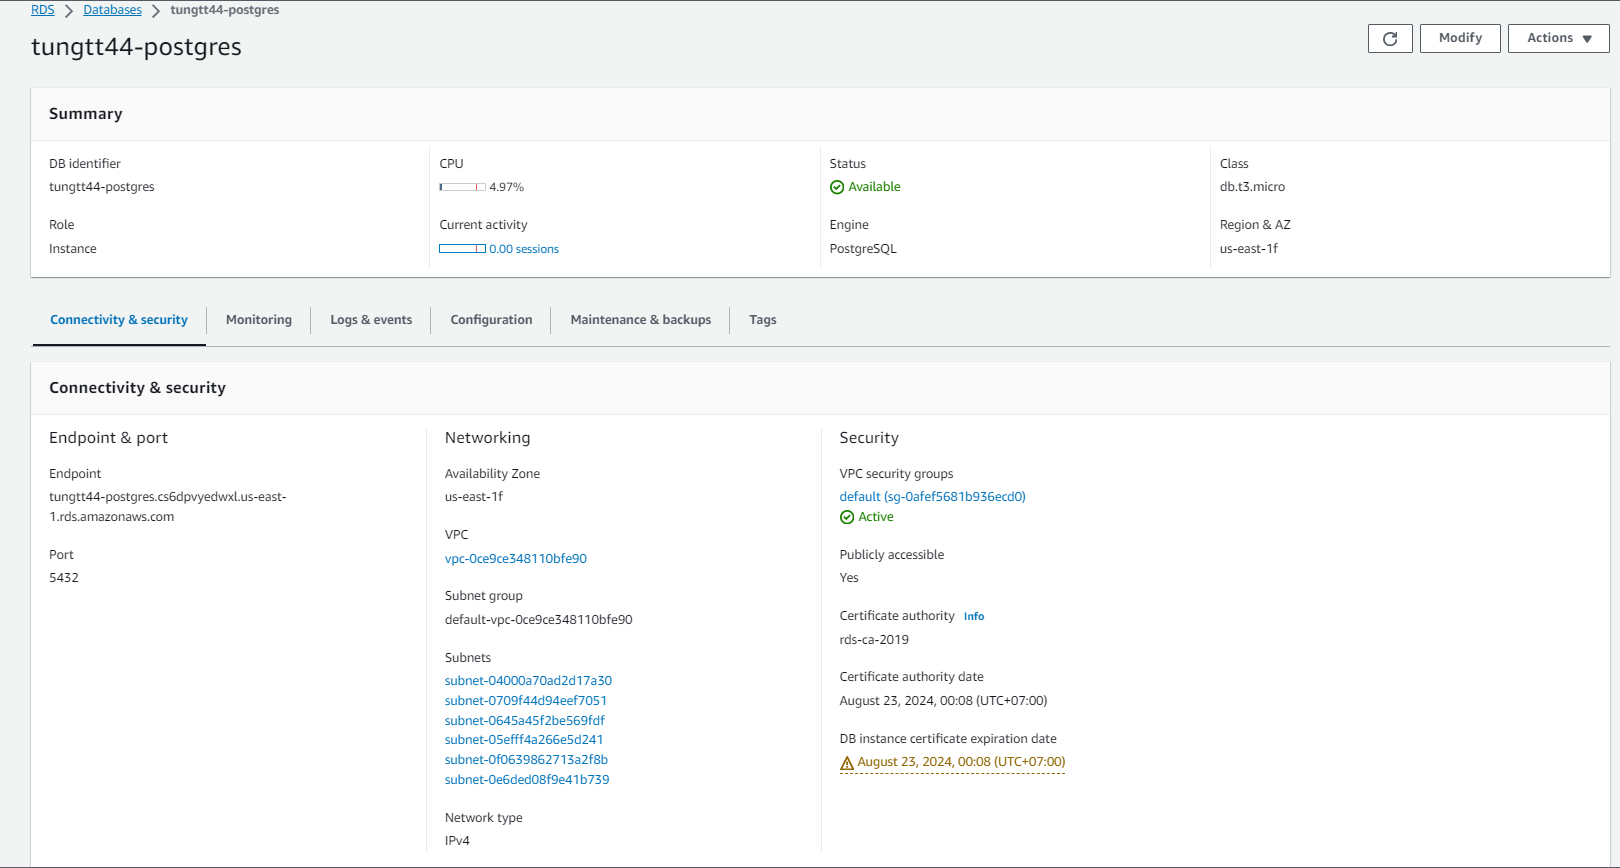 RDS > Databases > tungtt44-postgres
tungtt44-postgres
Modify
Actions
Summary
DB identifier
tungtt44-postgres
Role
Instance
CPU
4.97%
Current activity
0.00 sessions
Status
Available
Engine
PostgreSQL
Class
db.t3.micro
Region & AZ
us-east-1f
Connectivity & security
Monitoring
Logs & events
Configuration
Maintenance & backups
Tags
Connectivity & security
Endpoint & port
Endpoint
tungtt44-postgres.cs6dpvyedwxl.us-east-
1.rds.amazonaws.com
Port
5432
Networking
Availability Zone
us-east-1f
VPC
vpc-0ce9ce348110bfe90
Subnet group
default-vpc-0ce9ce348110bfe90
Subnets
subnet-04000a70ad2d17a30
subnet-0709f44d94eef7051
subnet-0645a45f2be569fdf
subnet-05efff4a266e5d241
subnet-0f0639862713a2f8b
subnet-0e6ded08f9e41b739
Network type
IPv4
Security
VPC security groups
default (sg-0afef5681b936ecd0)
Active
Publicly accessible
Yes
Certificate authority Info
rds-ca-2019
Certificate authority date
August 23, 2024, 00:08 (UTC+07:00)
DB instance certificate expiration date
August 23, 2024, 00:08 (UTC+07:00)